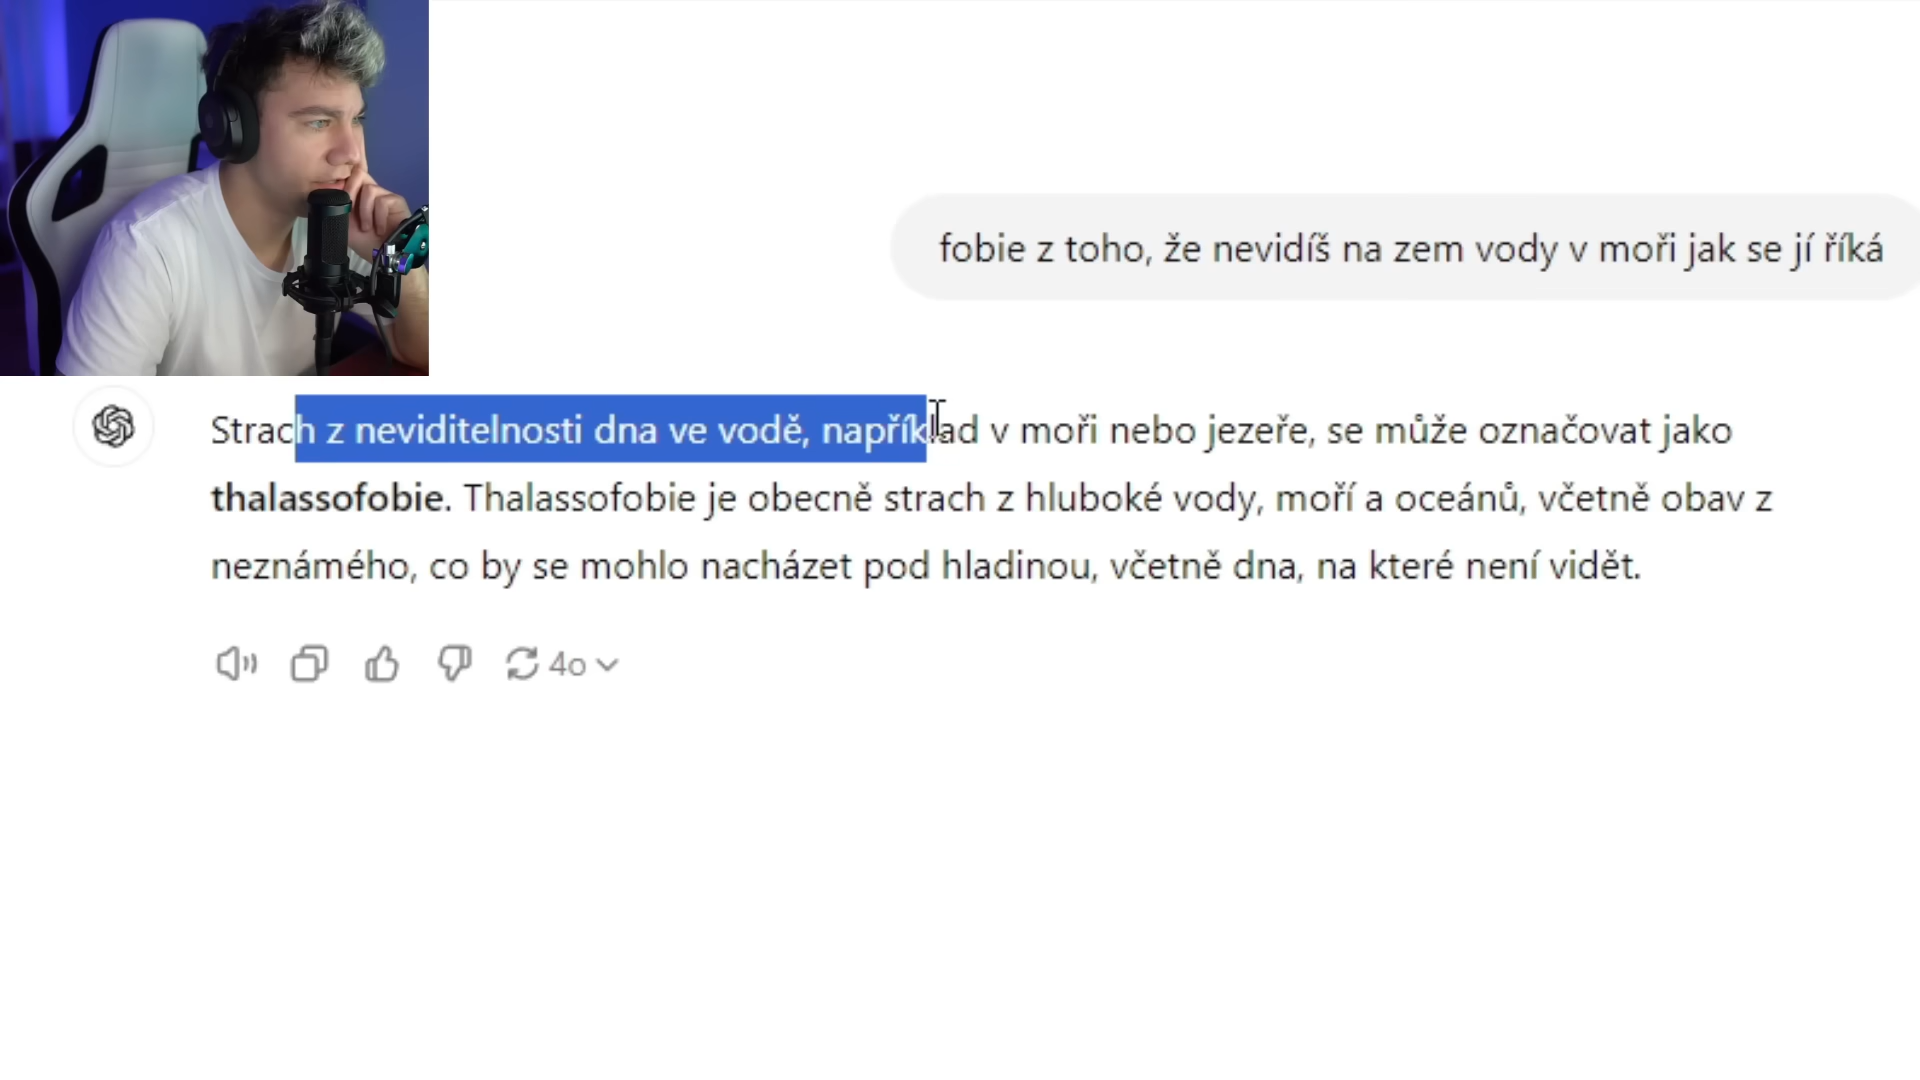 fobie z toho, že nevidíš na zem vody v moři jak se jí říká
Strach z neviditelnosti dna ve vodě, například v moři nebo jezeře, se může označovat jako
thalassofobie. Thalassofobie je obecně strach z hluboké vody, moří a oceánů, včetně obav z
neznámého, co by se mohlo nacházet pod hladinou, včetně dna, na které není vidět.
4o